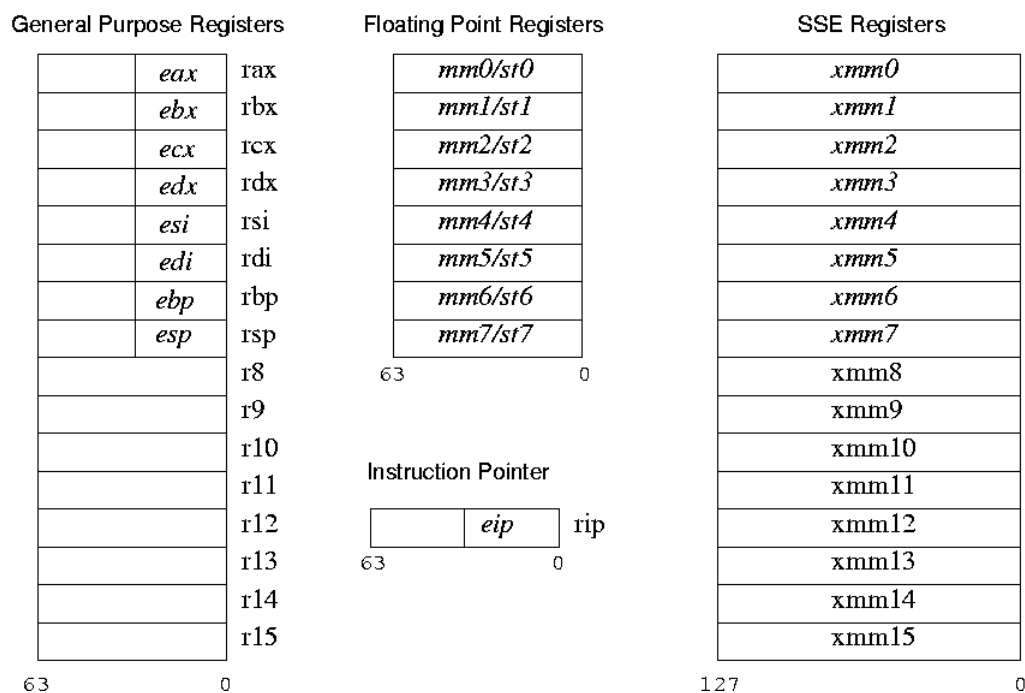 General Purpose Registers
eax rax
ebx rbx
ecx rcx
edx rdx
esi rsi
edi rdi
ebp rbp
esp rsp
r8
r9
r10
r11
r12
r13
r14
r15
63 0
Floating Point Registers
mm0/st0
mm1/st1
mm2/st2
mm3/st3
mm4/st4
mm5/st5
mm6/st6
mm7/st7
63 0
Instruction Pointer
eip rip
63 0
SSE Registers
xmm0
xmm1
xmm2
xmm3
xmm4
xmm5
xmm6
xmm7
xmm8
xmm9
xmm10
xmm11
xmm12
xmm13
xmm14
xmm15
127 0